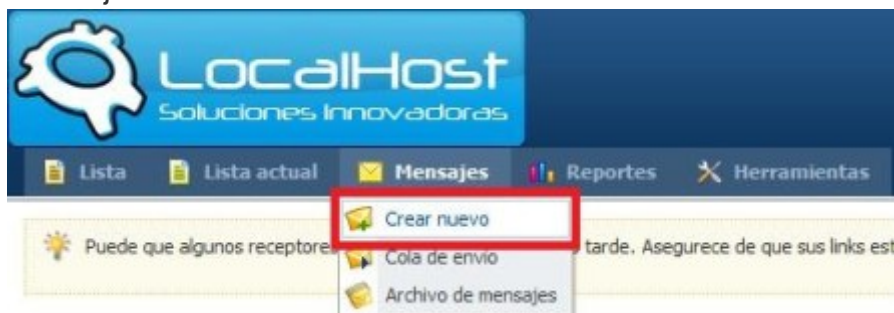 LocalHost
Soluciones Innovadoras
Lista Lista actual Mensajes Reportes Herramientas
Crear nuevo
Puede que algunos receptore tarde. Asegurece de que sus links est
Cola de envío
Archivo de mensajes